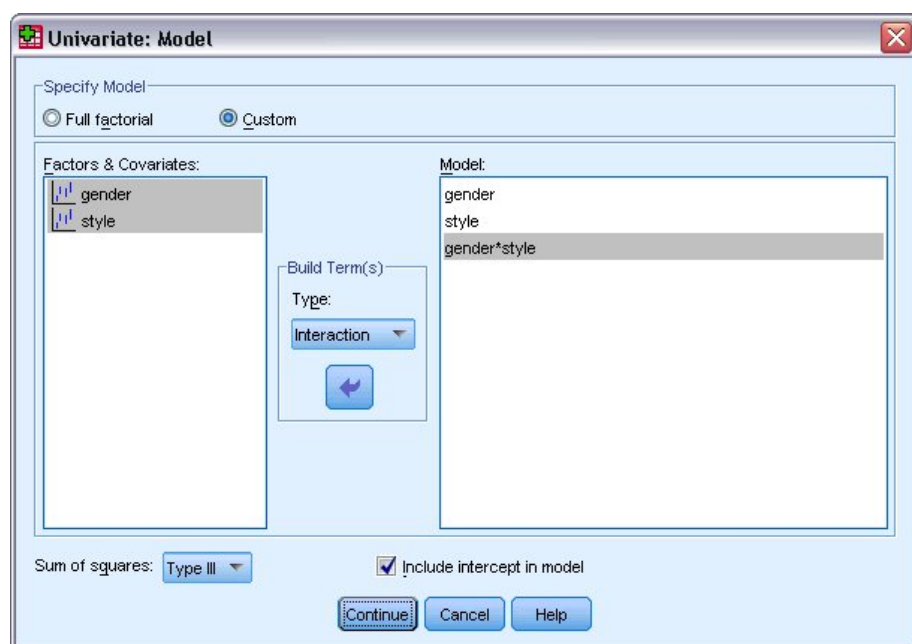 Univariate: Model
Specify Model
Full factorial
Custom
Factors & Covariates:
gender
style
Build Term(s)
Type:
Interaction
Model:
gender
style
gender*style
Sum of squares: Type III
Include intercept in model
Continue Cancel Help